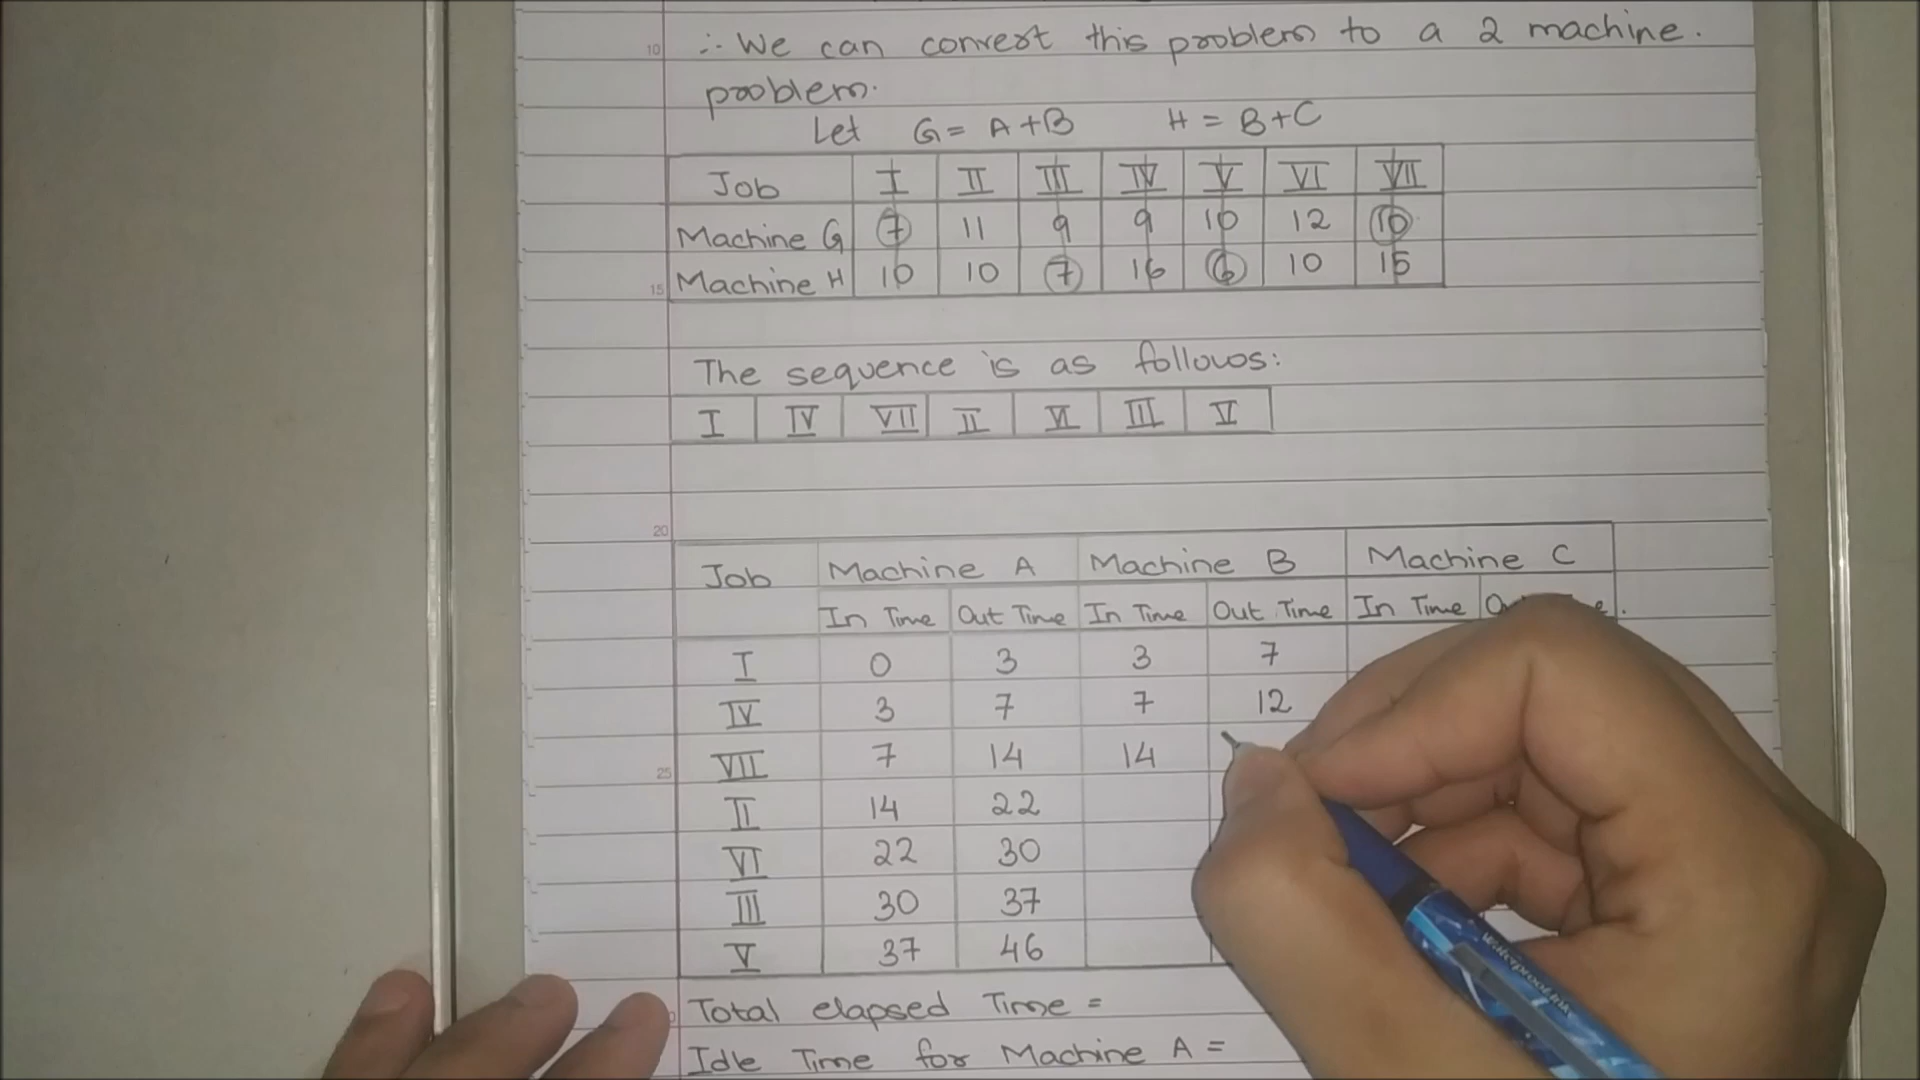 10 ∴ We can convert this problem to a 2 machine.
problem.
Let G = A+B H = B+C
Job I II III IV V VI VII
Machine G 7 11 9 9 10 12 10
15 Machine H 10 10 7 16 6 10 15
The sequence is as follows:
I IV VII II VI III V
20
Job Machine A Machine B Machine C
In Time Out Time In Time Out Time In Time
I 0 3 3 7
IV 3 7 7 12
25 VII 7 14 14
II 14 22
VI 22 30
III 30 37
V 37 46
Total elapsed Time =
Idle Time for Machine A =